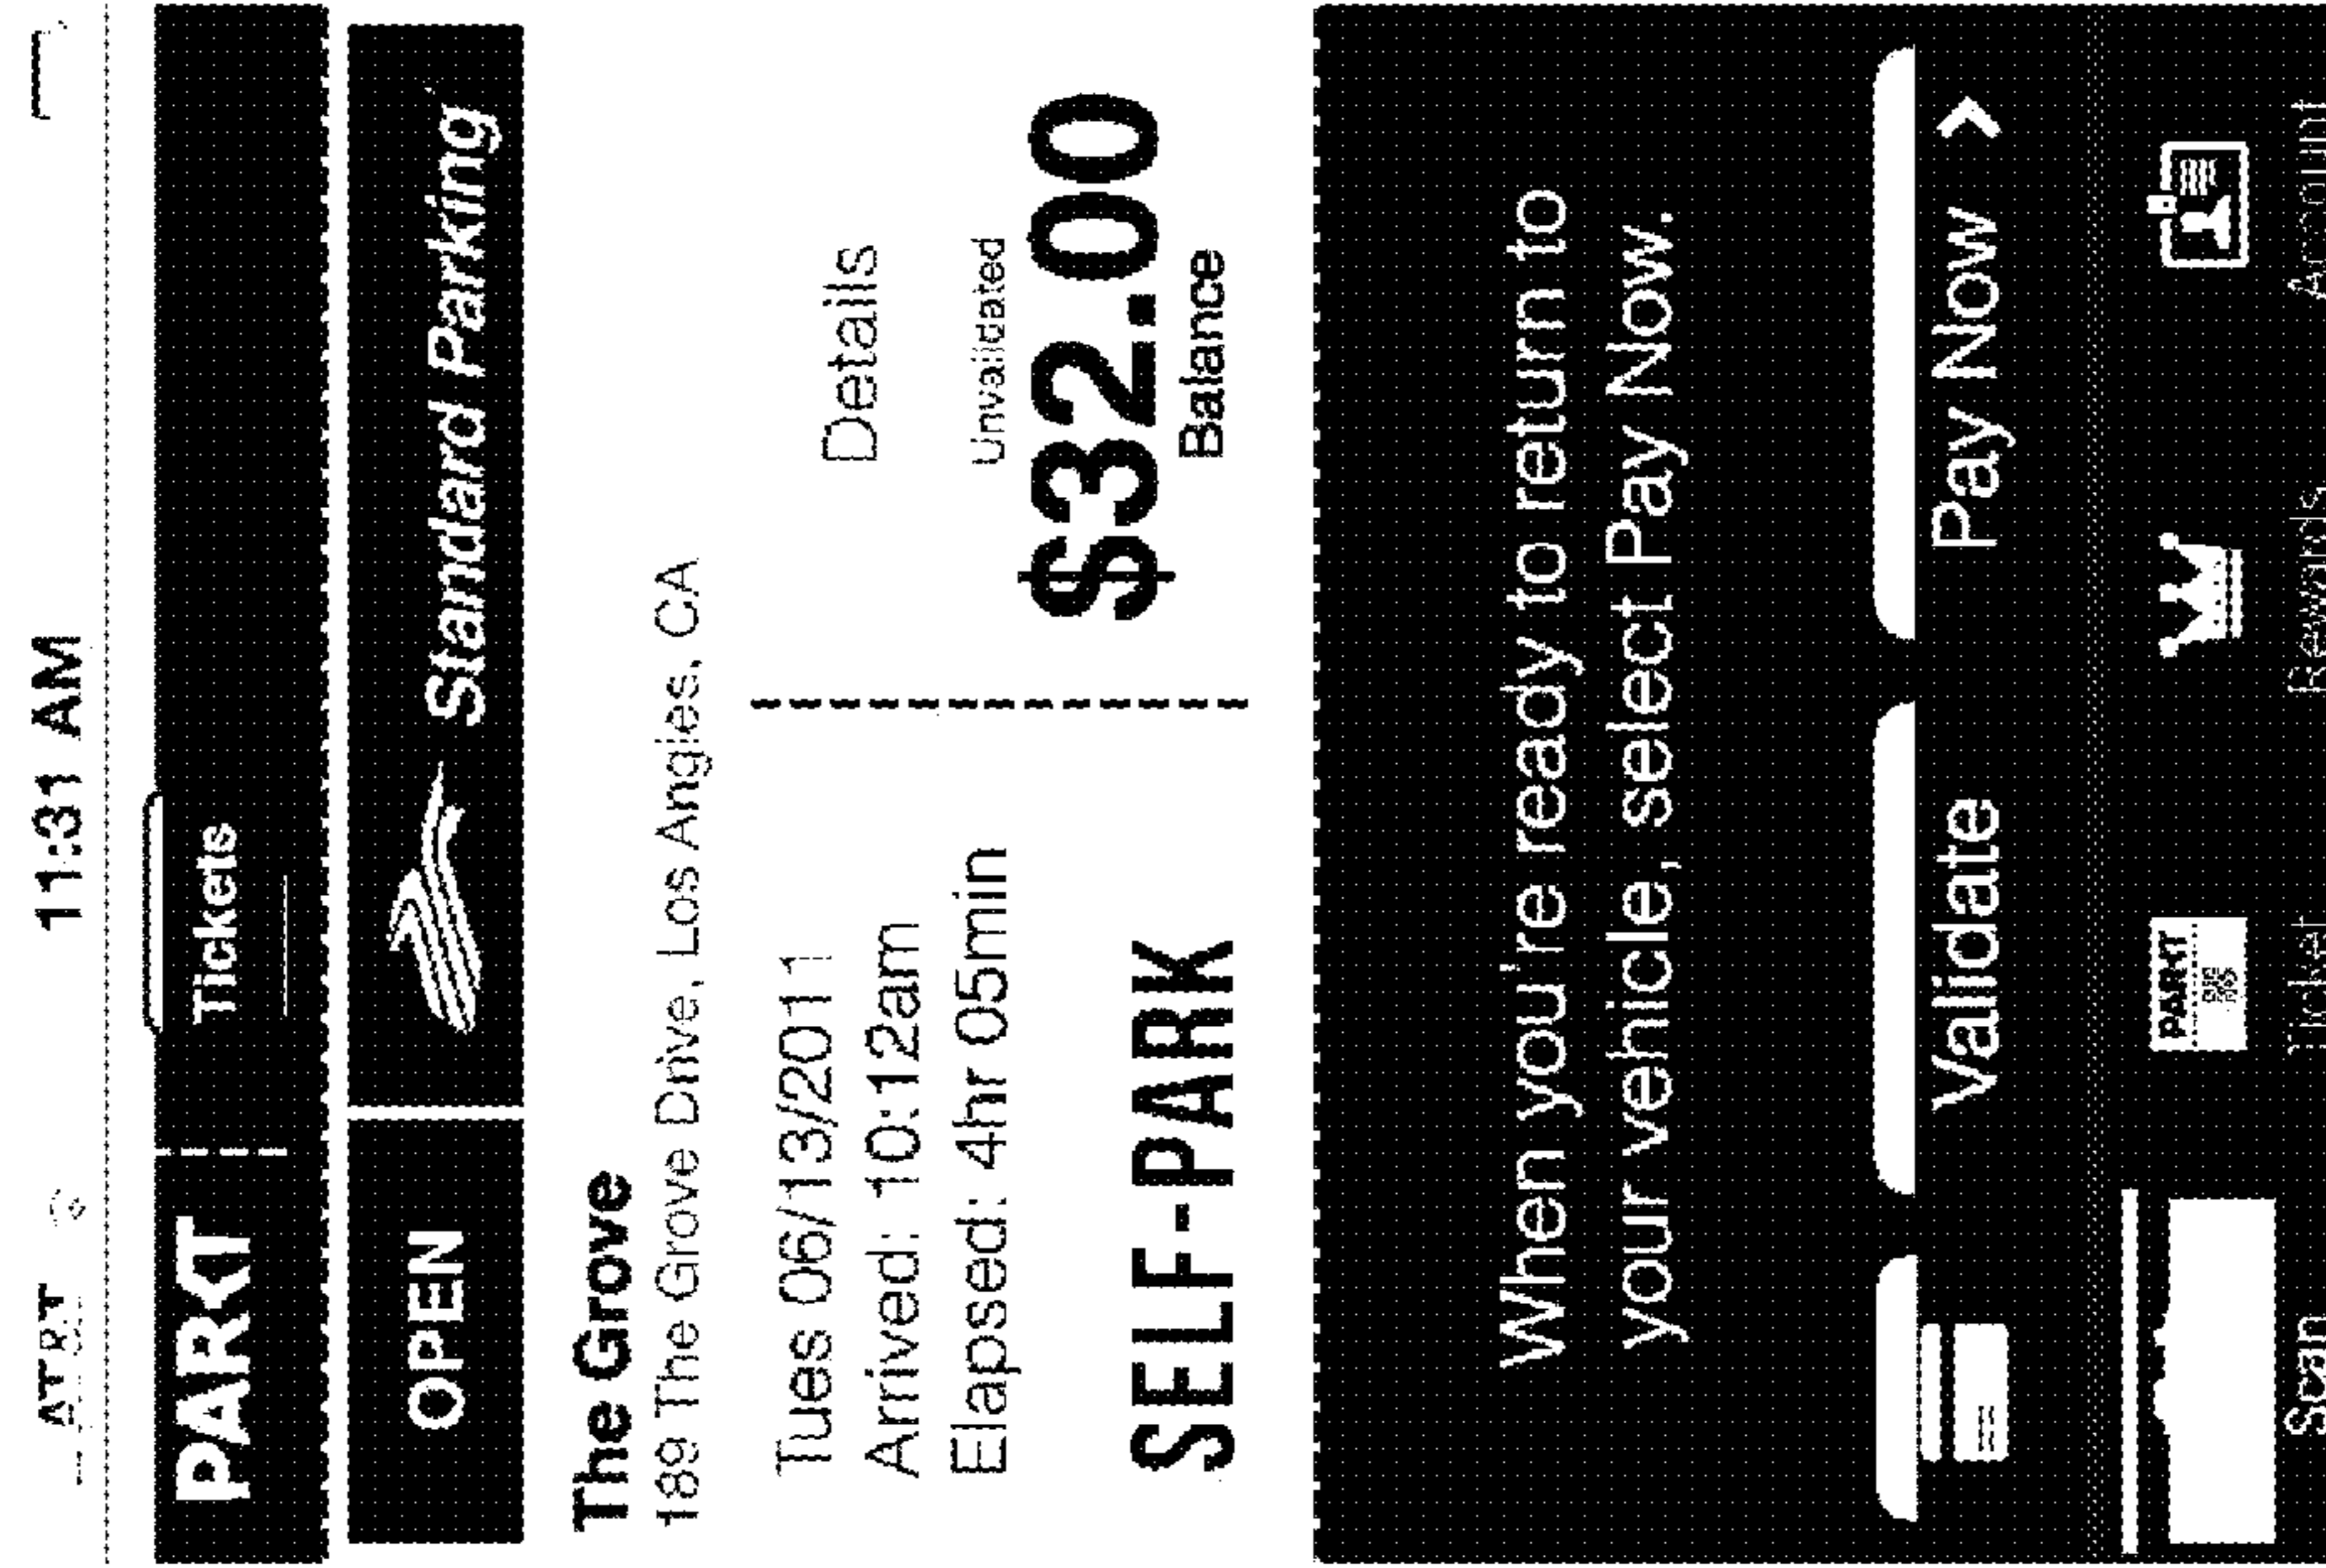 AT&T 11:31 AM
PARKT Tickets
OPEN Standard Parking
The Grove
189 The Grove Drive, Los Angles, CA
Tues 06/13/2011
Arrived: 10:12am
Elapsed: 4hr 05min
SELF-PARK
Details
Unvalidated
$32.00
Balance
When you're ready to return to
your vehicle, select Pay Now.
Validate
Pay Now >
PARKT
Scan Ticket Rewards Account